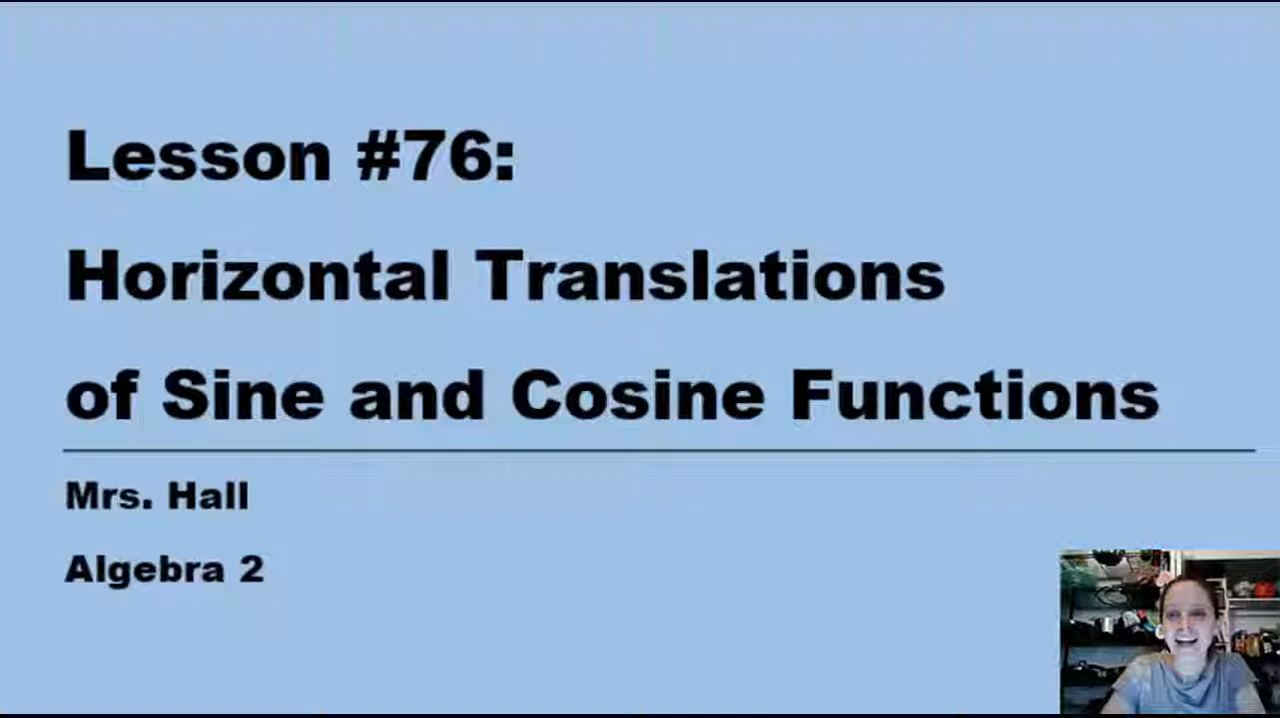 Lesson #76:
Horizontal Translations
of Sine and Cosine Functions
Mrs. Hall
Algebra 2